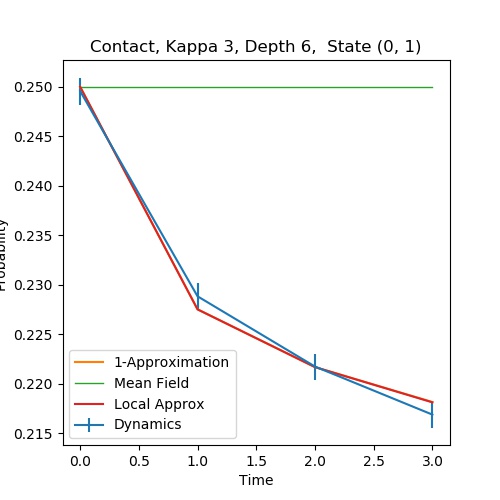 Contact, Kappa 3, Depth 6,  State (0, 1)
Probability
0.250
0.245
0.240
0.235
0.230
0.225
0.220
0.215
1-Approximation
Mean Field
Local Approx
Dynamics
0.0 0.5 1.0 1.5 2.0 2.5 3.0
Time